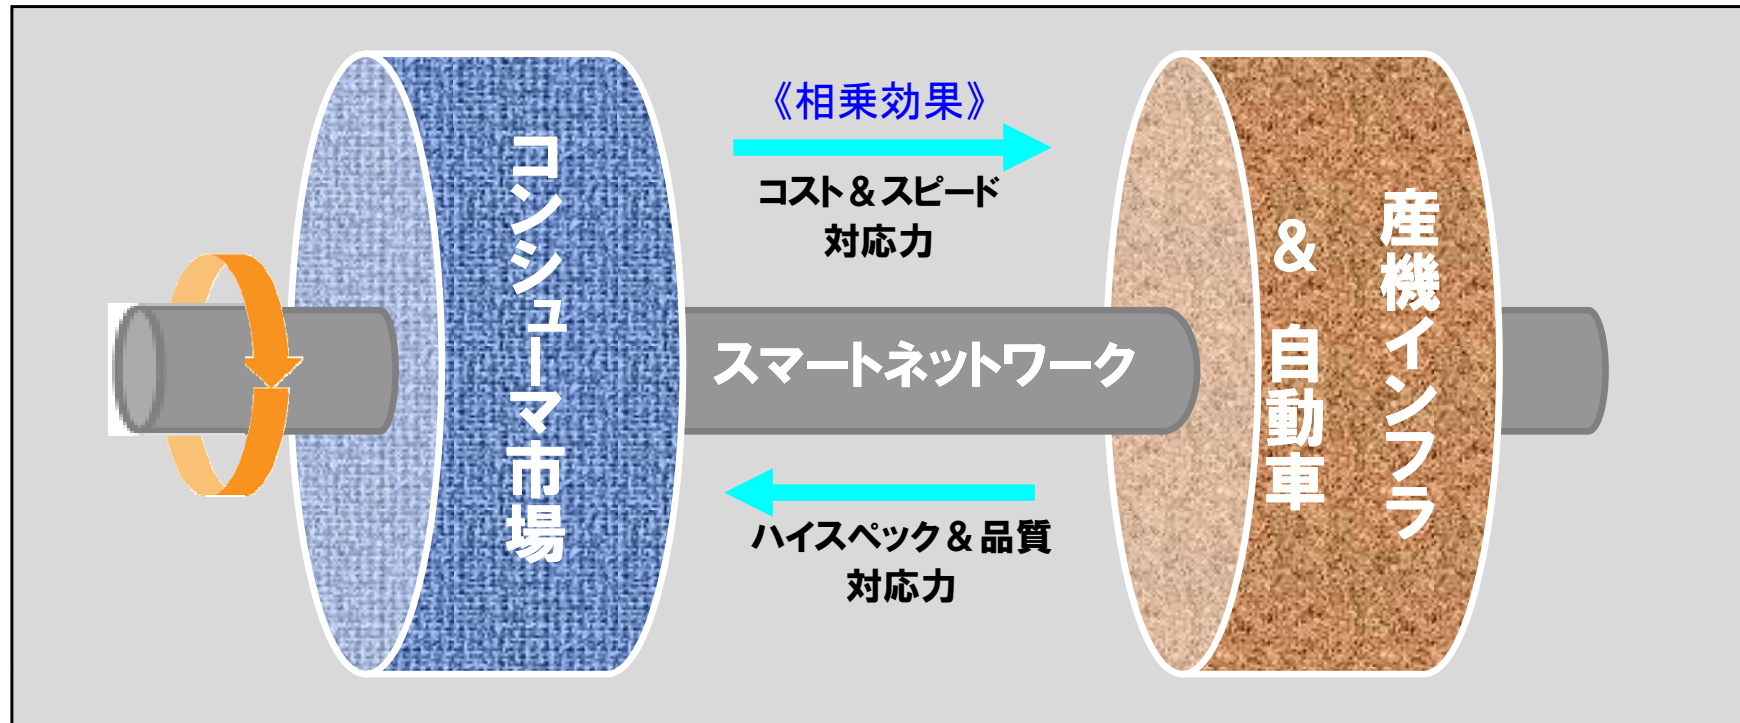 コンシューマ市場
《相乗効果》
コスト＆スピード
対応力
スマートネットワーク
ハイスペック＆品質
対応力
産機インフラ
＆自動車